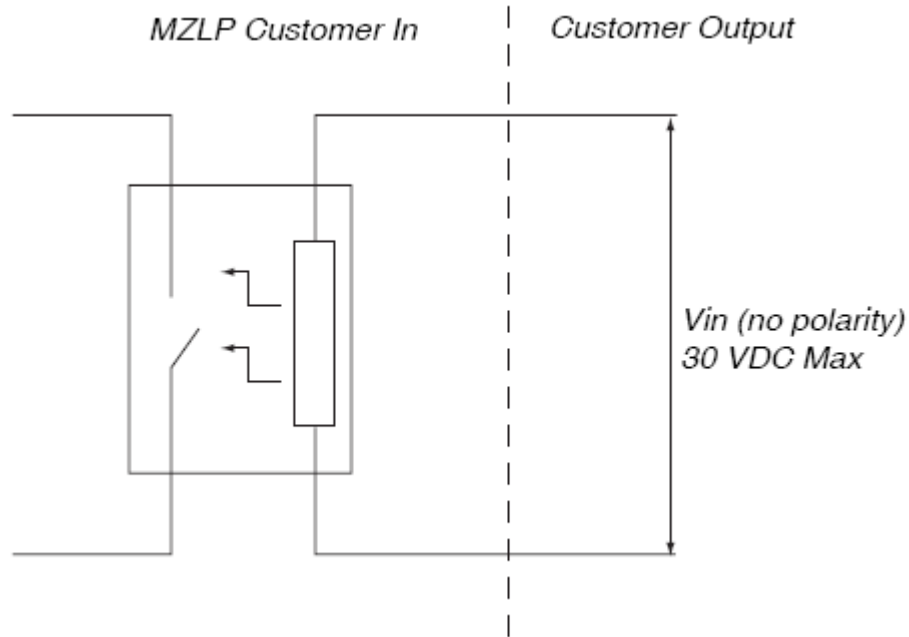 MZLP Customer In
Customer Output
Vin (no polarity)
30 VDC Max